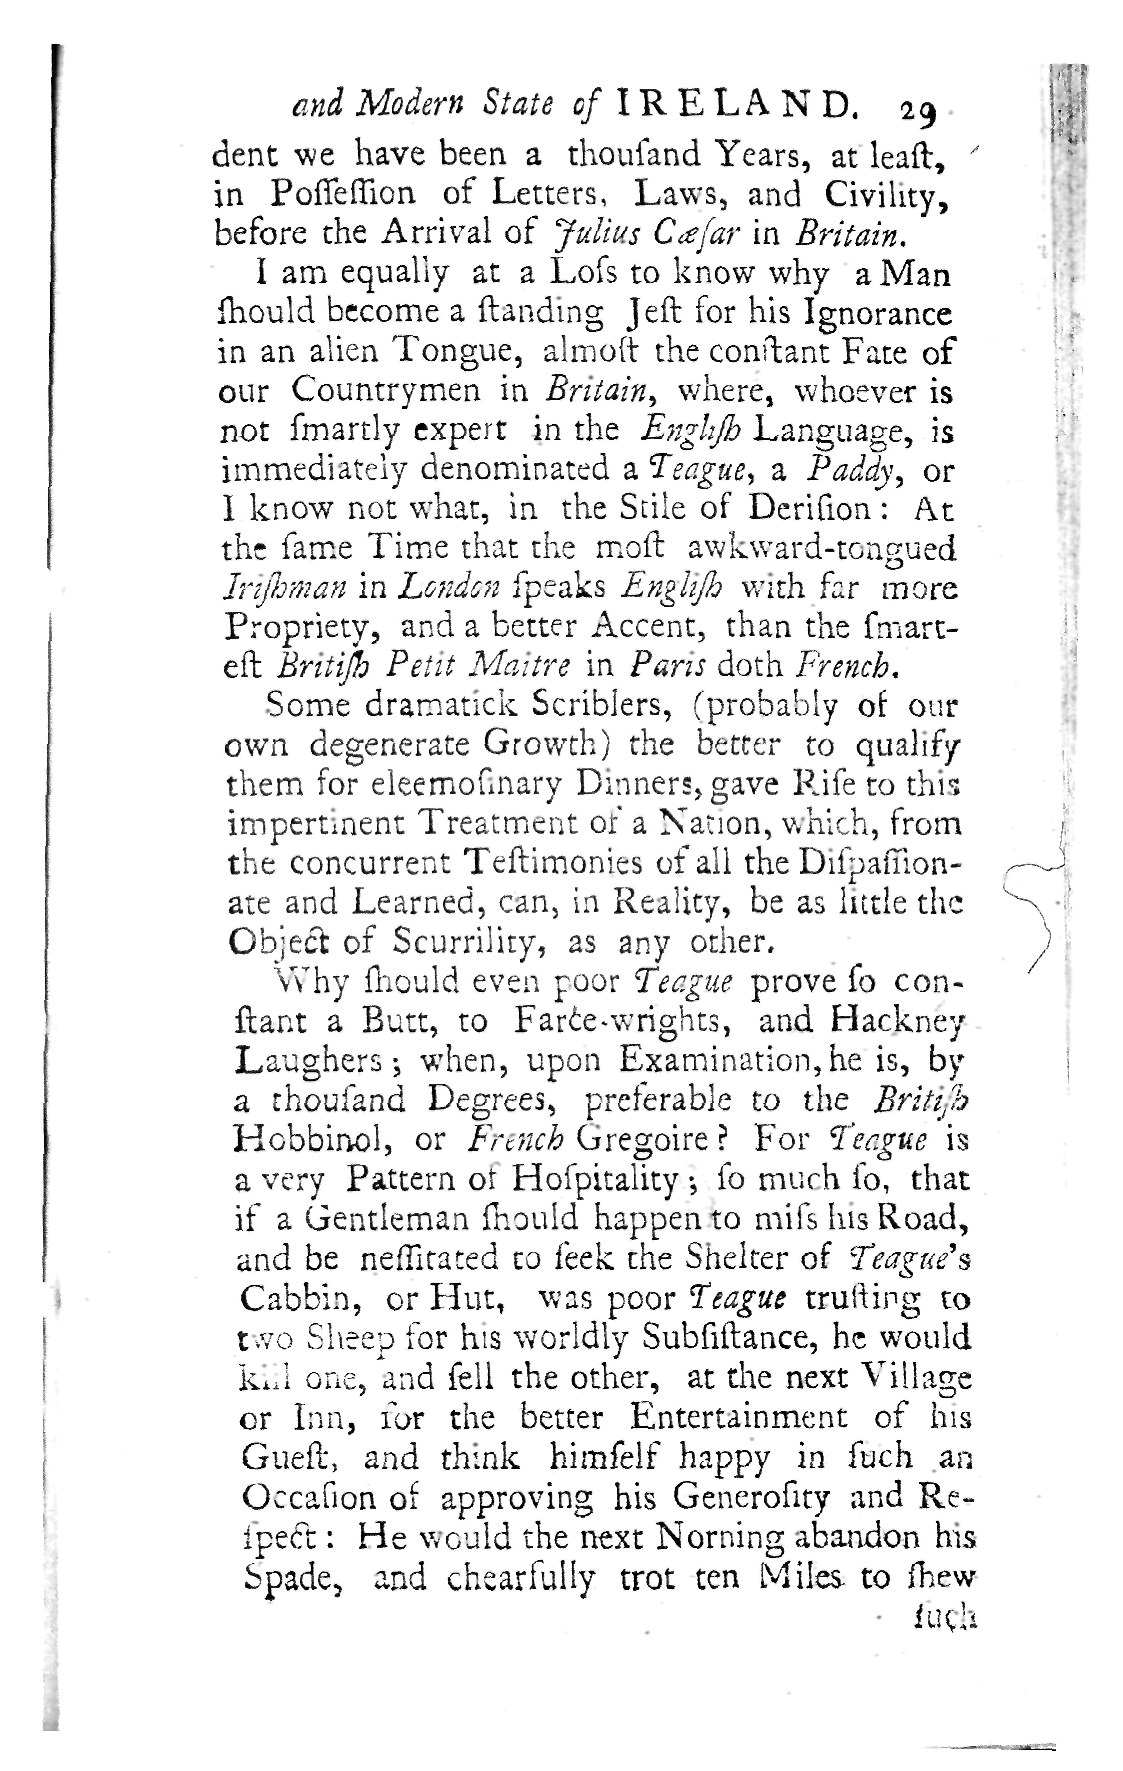 and Modern State of IRELAND. 29
dent we have been a thouſand Years, at leaſt,
in Poſſeſſion of Letters, Laws, and Civility,
before the Arrival of Julius Cæſar in Britain.
I am equally at a Loſs to know why a Man
ſhould become a ſtanding Jeſt for his Ignorance
in an alien Tongue, almoſt the conſtant Fate of
our Countrymen in Britain, where, whoever is
not ſmartly expert in the Engliſh Language, is
immediately denominated a Teague, a Paddy, or
I know not what, in the Stile of Deriſion: At
the ſame Time that the moſt awkward-tongued
Iriſhman in London ſpeaks Engliſh with far more
Propriety, and a better Accent, than the ſmart-
eſt Britiſh Petit Maitre in Paris doth French.
Some dramatick Scriblers, (probably of our
own degenerate Growth) the better to qualify
them for eleemoſinary Dinners, gave Riſe to this
impertinent Treatment of a Nation, which, from
the concurrent Teſtimonies of all the Diſpaſſion-
ate and Learned, can, in Reality, be as little the
Object of Scurrility, as any other.
Why ſhould even poor Teague prove ſo con-
ſtant a Butt, to Farce-wrights, and Hackney
Laughers; when, upon Examination, he is, by
a thouſand Degrees, preferable to the Britiſh
Hobbinol, or French Gregoire? For Teague is
a very Pattern of Hoſpitality; ſo much ſo, that
if a Gentleman ſhould happen to miſs his Road,
and be neſſitated to ſeek the Shelter of Teague's
Cabbin, or Hut, was poor Teague truſting to
two Sheep for his worldly Subſiſtance, he would
kill one, and ſell the other, at the next Village
or Inn, for the better Entertainment of his
Gueſt, and think himſelf happy in ſuch an
Occaſion of approving his Generoſity and Re-
ſpect: He would the next Norning abandon his
Spade, and chearfully trot ten Miles to ſhew
ſuch